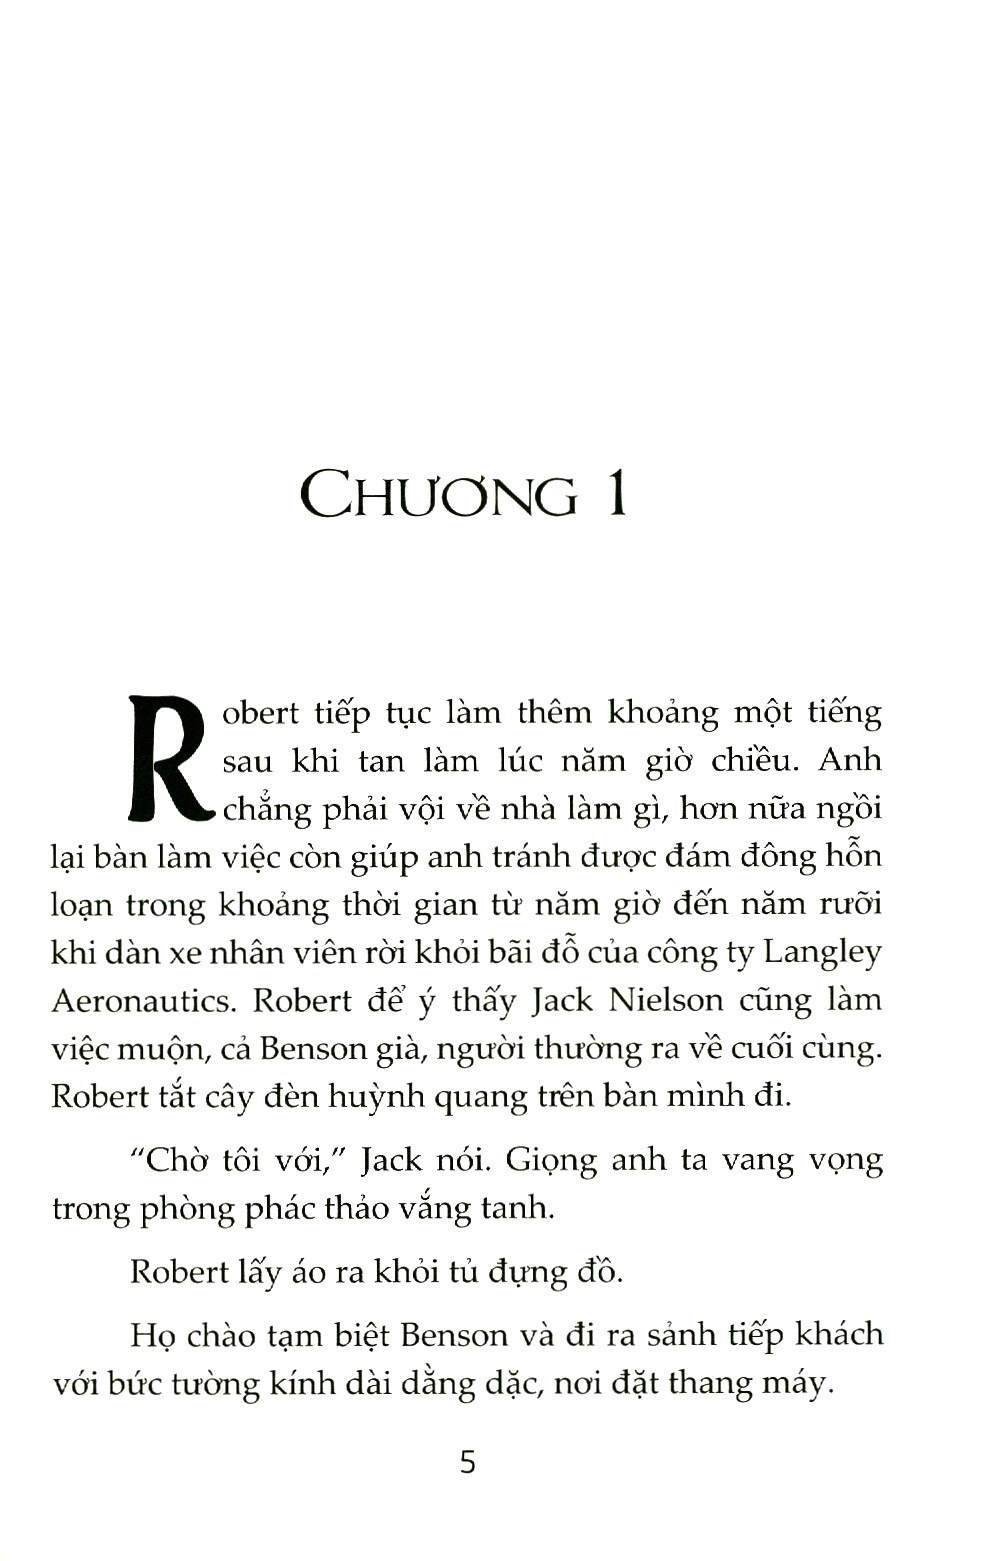 CHƯƠNG 1
Robert tiếp tục làm thêm khoảng một tiếng
sau khi tan làm lúc năm giờ chiều. Anh
chẳng phải vội về nhà làm gì, hơn nữa ngồi
lại bàn làm việc còn giúp anh tránh được đám đông hỗn
loạn trong khoảng thời gian từ năm giờ đến năm rưỡi
khi dàn xe nhân viên rời khỏi bãi đỗ của công ty Langley
Aeronautics. Robert để ý thấy Jack Nielson cũng làm
việc muộn, cả Benson già, người thường ra về cuối cùng.
Robert tắt cây đèn huỳnh quang trên bàn mình đi.
“Chờ tôi với,” Jack nói. Giọng anh ta vang vọng
trong phòng phác thảo vắng tanh.
Robert lấy áo ra khỏi tủ đựng đồ.
Họ chào tạm biệt Benson và đi ra sảnh tiếp khách
với bức tường kính dài dằng dặc, nơi đặt thang máy.
5